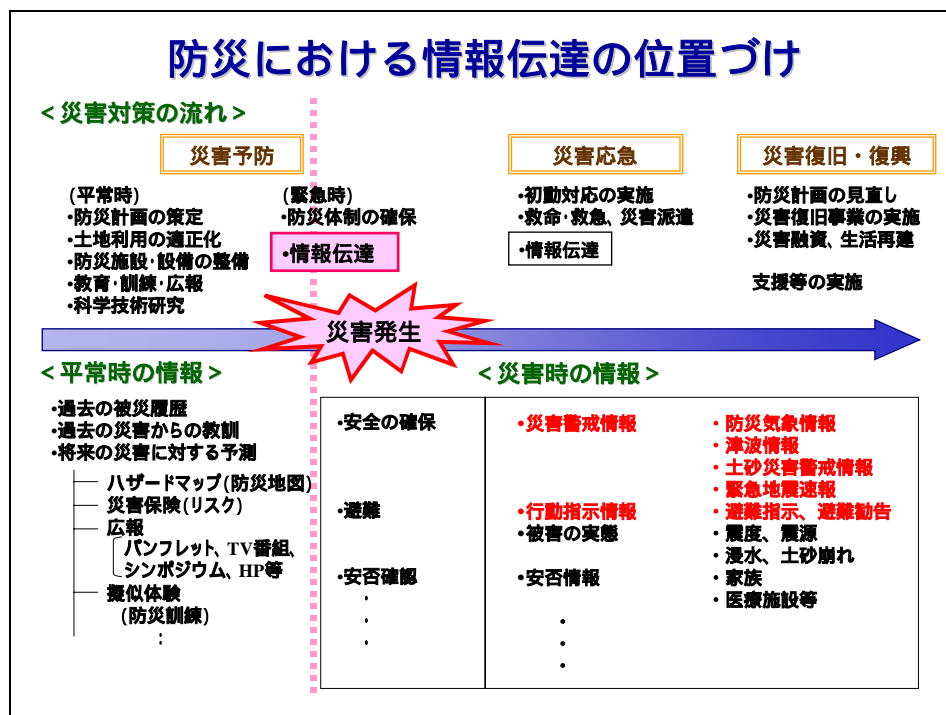 防災における情報伝達の位置づけ
<災害対策の流れ>
災害予防
(平常時)
•防災計画の策定
•土地利用の適正化
•防災施設・設備の整備
•教育・訓練・広報
•科学技術研究
(緊急時)
•防災体制の確保
•情報伝達
災害応急
•初動対応の実施
•救命・救急、災害派遣
•情報伝達
災害復旧・復興
•防災計画の見直し
•災害復旧事業の実施
•災害融資、生活再建
支援等の実施
災害発生
<平常時の情報>
•過去の被災履歴
•過去の災害からの教訓
•将来の災害に対する予測
ハザードマップ(防災地図)
災害保険(リスク)
広報
パンフレット、TV番組、
シンポジウム、HP等
擬似体験
(防災訓練)
:
<災害時の情報>
•安全の確保
•避難
•安否確認
・
・
・
•災害警戒情報
•行動指示情報
•被害の実態
•安否情報
•
•
•
・防災気象情報
・津波情報
・土砂災害警戒情報
・緊急地震速報
・避難指示、避難勧告
・震度、震源
・浸水、土砂崩れ
・家族
・医療施設等